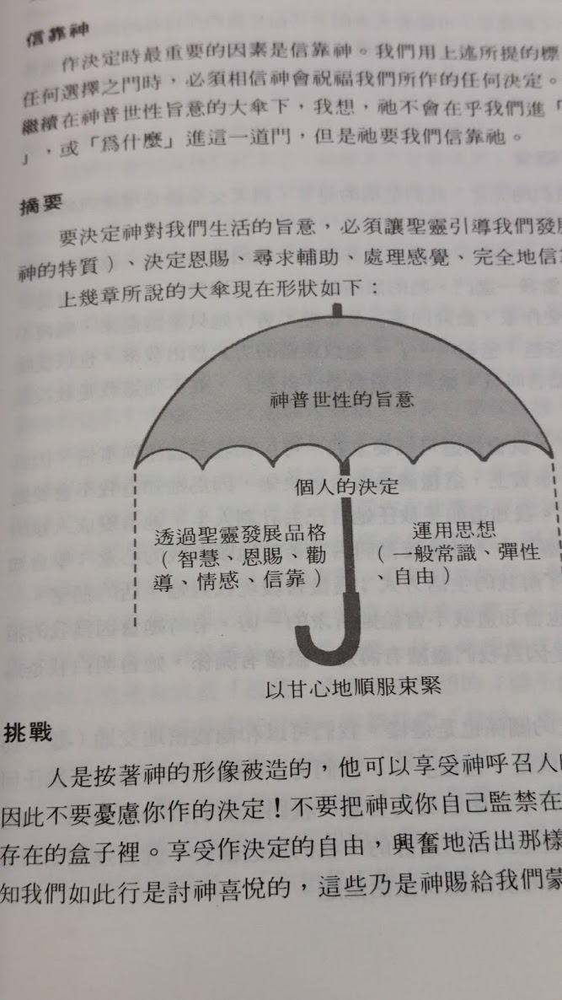 信靠神
作決定時最重要的因素是信靠神。我們用上述所提的標
任何選擇之門時，必須相信神會祝福我們所作的任何決定。
繼續在神普世性旨意的大傘下，我想，祂不會在乎我們進「
」，或「爲什麼」進這一道門，但是祂要我們信靠祂。
摘要
要決定神對我們生活的旨意，必須讓聖靈引導我們發展
神的特質）、決定恩賜、尋求輔助、處理感覺、完全地信靠
上幾章所說的大傘現在形狀如下：
神普世性的旨意
個人的決定
透過聖靈發展品格
（智慧、恩賜、勸
導、情感、信靠）
運用思想
（一般常識、彈性
、自由）
以甘心地順服束緊
挑戰
人是按著神的形像被造的，他可以享受神呼召人
因此不要憂慮你作的決定！不要把神或你自己監禁在
存在的盒子裡。享受作決定的自由，興奮地活出那樣
知我們如此行是討神喜悅的，這些乃是神賜給我們蒙